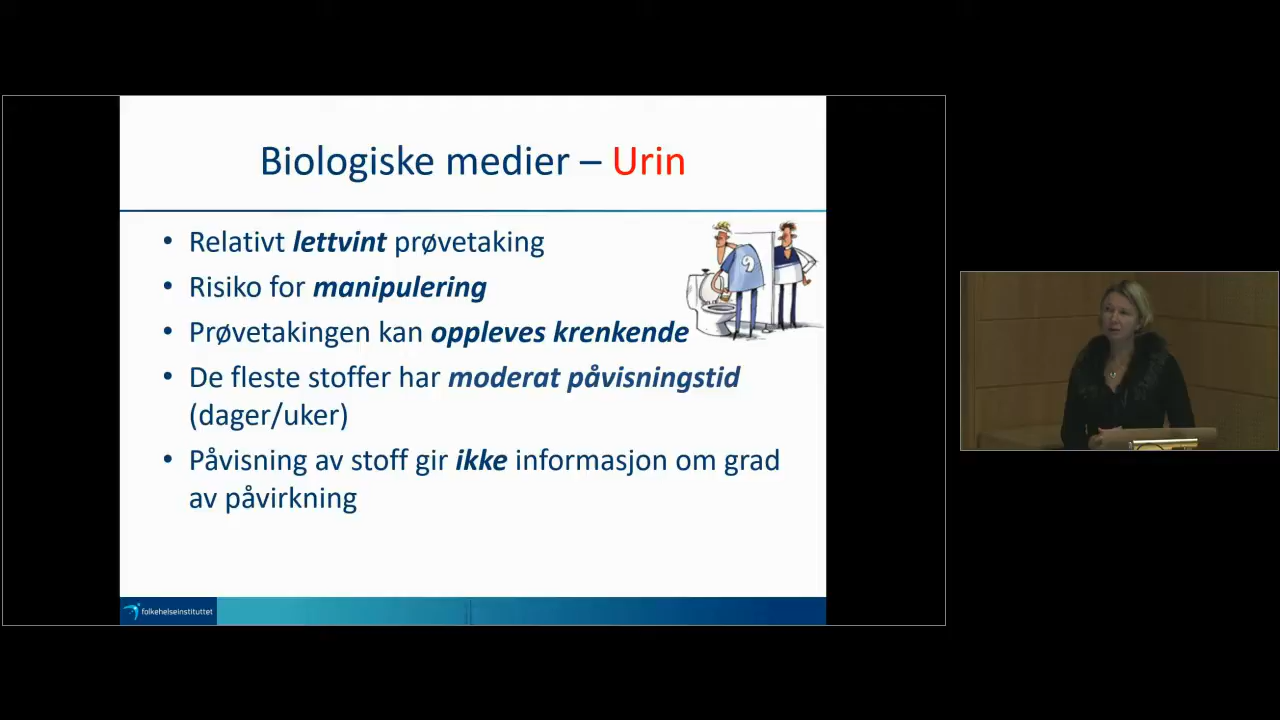 Biologiske medier – Urin
• Relativt lettvint prøvetaking
• Risiko for manipulering
• Prøvetakingen kan oppleves krenkende
• De fleste stoffer har moderat påvisningstid
(dager/uker)
• Påvisning av stoff gir ikke informasjon om grad
av påvirkning
9
folkehelseinstituttet